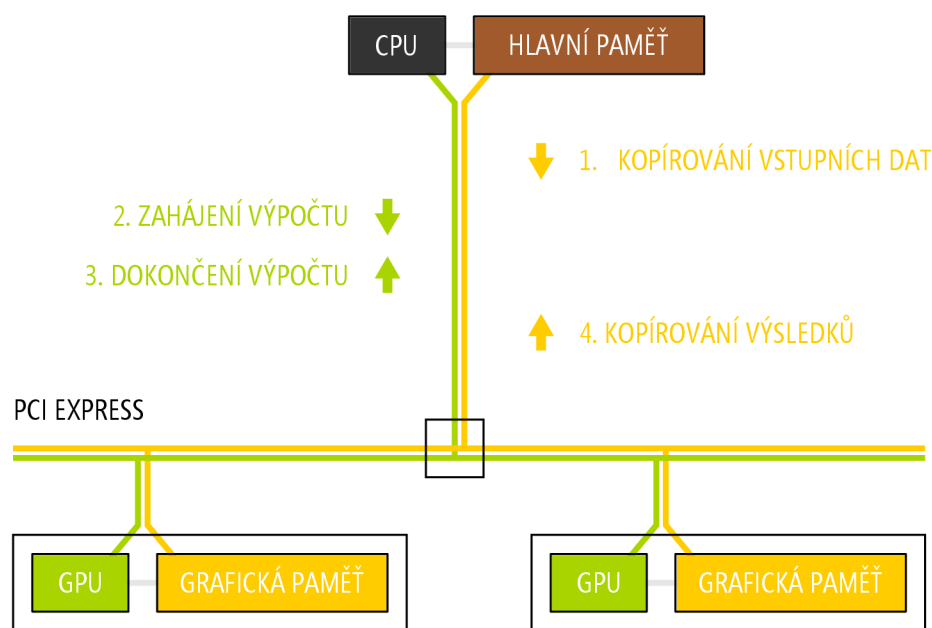 CPU
HLAVNÍ PAMĚŤ
1. KOPÍROVÁNÍ VSTUPNÍCH DAT
2. ZAHÁJENÍ VÝPOČTU
3. DOKONČENÍ VÝPOČTU
4. KOPÍROVÁNÍ VÝSLEDKŮ
PCI EXPRESS
GPU
GRAFICKÁ PAMĚŤ
GPU
GRAFICKÁ PAMĚŤ